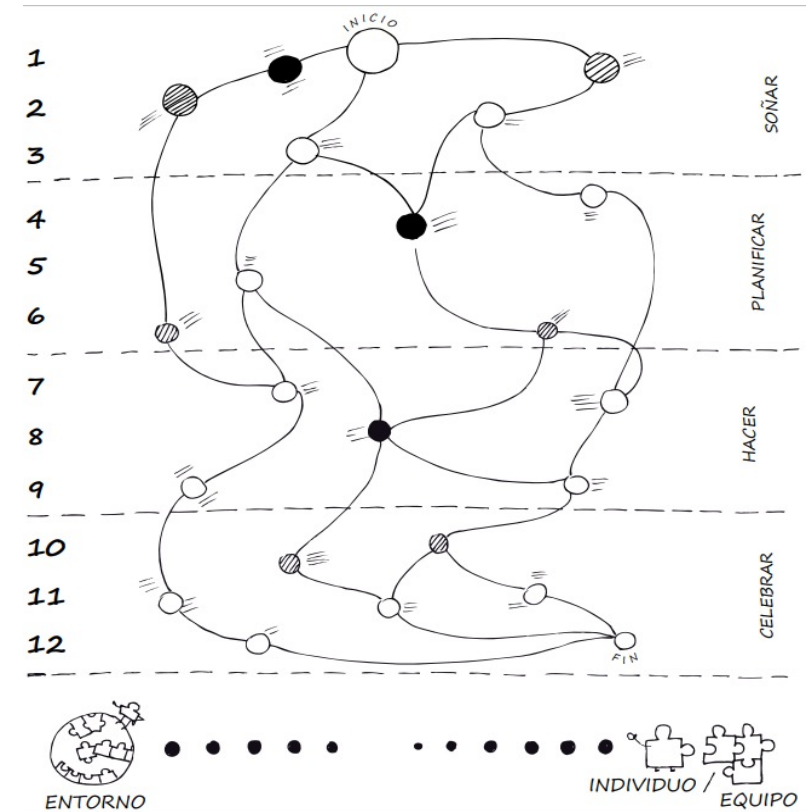 INICIO
1
2
3
SOÑAR
4
5
6
PLANIFICAR
7
8
9
HACER
10
11
12
CELEBRAR
FIN
ENTORNO
INDIVIDUO /
EQUIPO